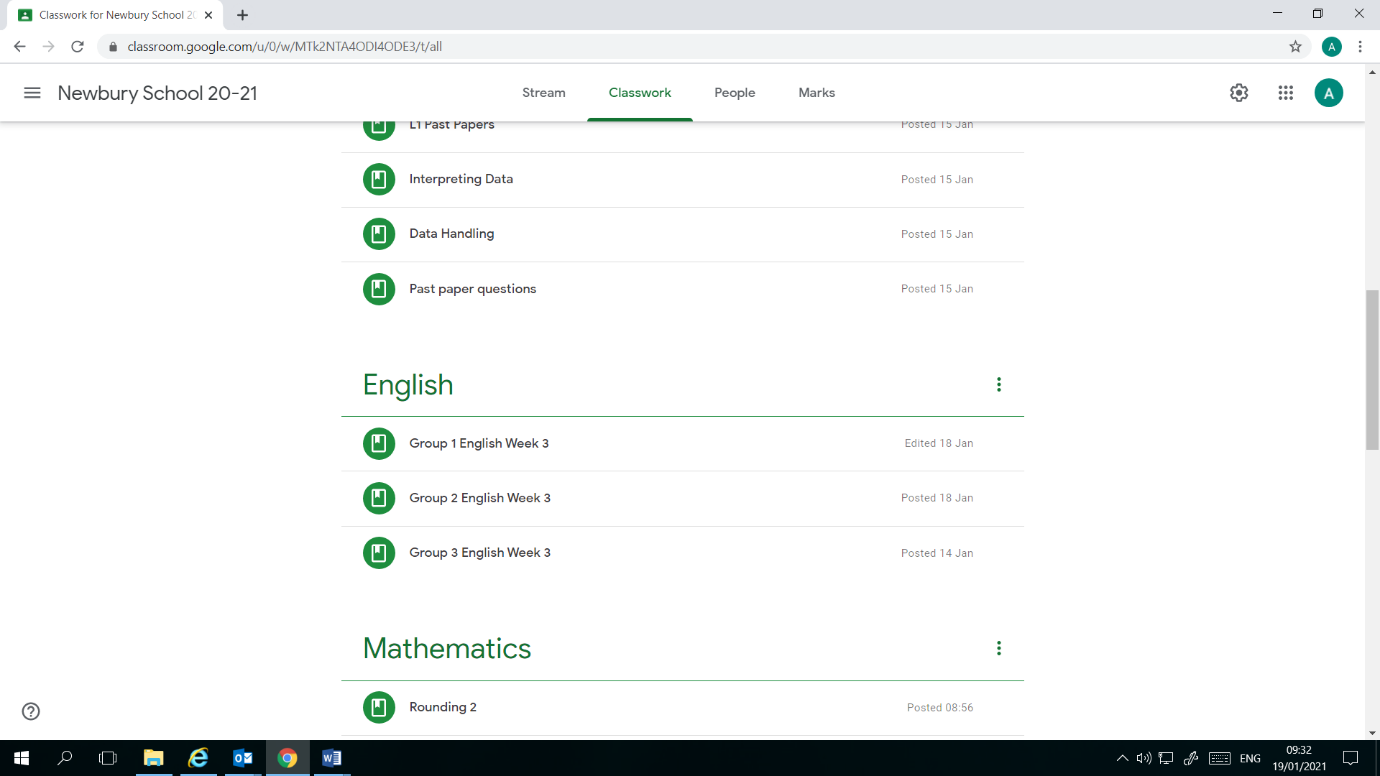 Classwork for Newbury School 20
classroom.google.com/u/0/w/MTk2NTA4ODI4ODE3/t/all
A
Newbury School 20-21
Stream
Classwork
People
Marks
A
L1 Past Papers Posted 15 Jan
Interpreting Data Posted 15 Jan
Data Handling Posted 15 Jan
Past paper questions Posted 15 Jan
English
Group 1 English Week 3 Edited 18 Jan
Group 2 English Week 3 Posted 18 Jan
Group 3 English Week 3 Posted 14 Jan
Mathematics
Rounding 2 Posted 08:56
ENG
09:32
19/01/2021